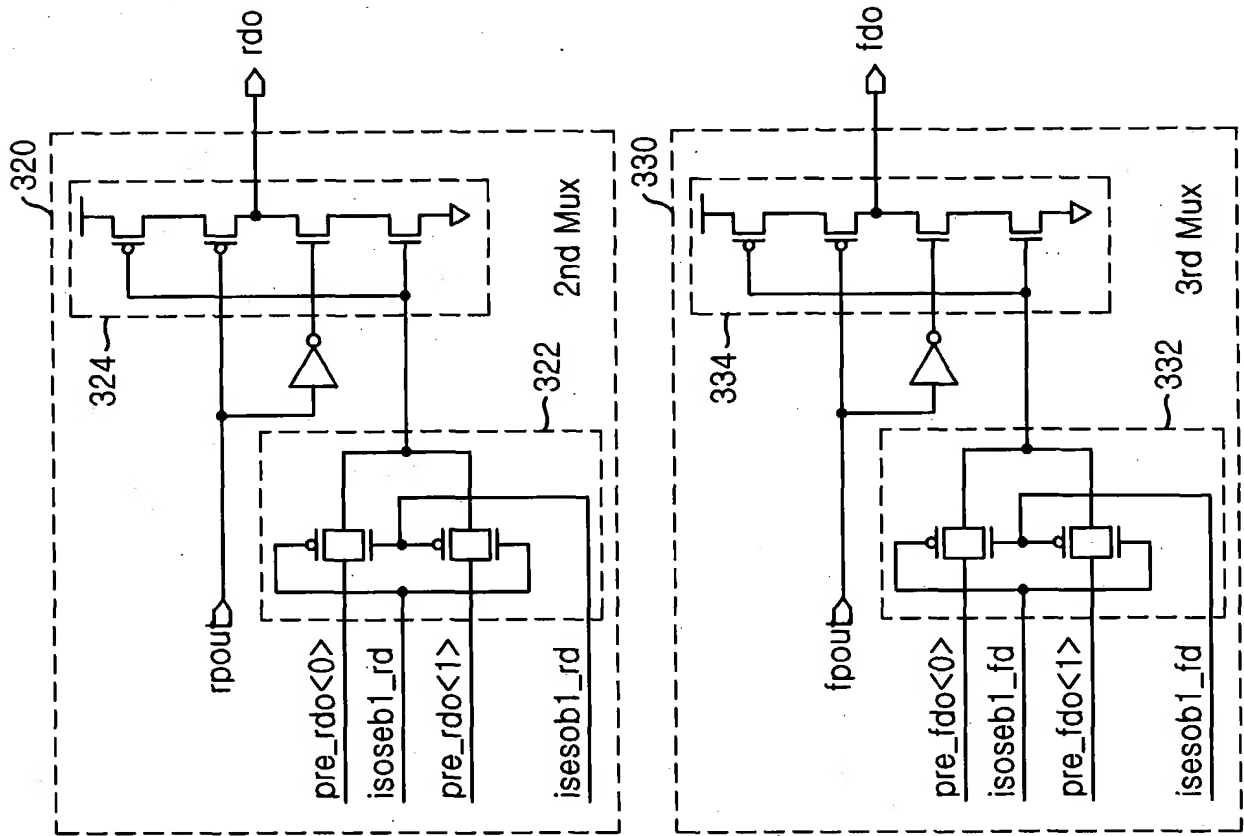 320
rdo
324
2nd Mux
322
rpout
pre_rdo<0>
isoseb1_rd
pre_rdo<1>
isesob1_rd
330
fdo
334
3rd Mux
332
fpout
pre_fdo<0>
isoseb1_fd
pre_fdo<1>
isesob1_fd